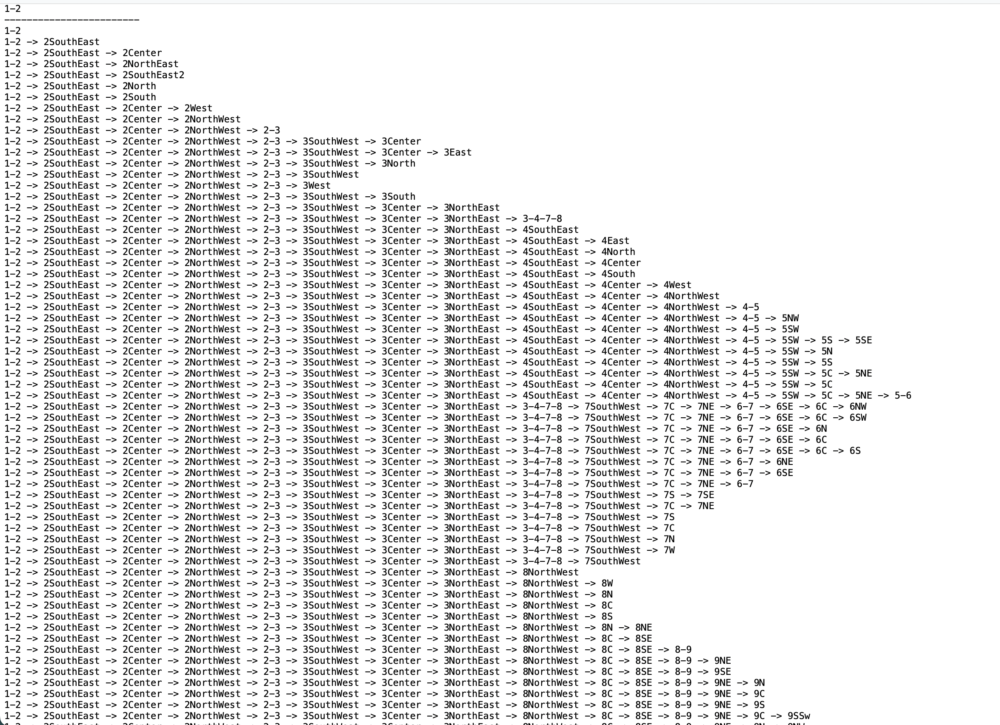 1-2
------------------------
1-2
1-2 -> 2SouthEast
1-2 -> 2SouthEast -> 2Center
1-2 -> 2SouthEast -> 2NorthEast
1-2 -> 2SouthEast -> 2SouthEast2
1-2 -> 2SouthEast -> 2North
1-2 -> 2SouthEast -> 2South
1-2 -> 2SouthEast -> 2Center -> 2West
1-2 -> 2SouthEast -> 2Center -> 2NorthWest
1-2 -> 2SouthEast -> 2Center -> 2NorthWest -> 2-3
1-2 -> 2SouthEast -> 2Center -> 2NorthWest -> 2-3 -> 3SouthWest -> 3Center
1-2 -> 2SouthEast -> 2Center -> 2NorthWest -> 2-3 -> 3SouthWest -> 3Center -> 3East
1-2 -> 2SouthEast -> 2Center -> 2NorthWest -> 2-3 -> 3SouthWest -> 3North
1-2 -> 2SouthEast -> 2Center -> 2NorthWest -> 2-3 -> 3SouthWest
1-2 -> 2SouthEast -> 2Center -> 2NorthWest -> 2-3 -> 3West
1-2 -> 2SouthEast -> 2Center -> 2NorthWest -> 2-3 -> 3SouthWest -> 3South
1-2 -> 2SouthEast -> 2Center -> 2NorthWest -> 2-3 -> 3SouthWest -> 3Center -> 3NorthEast
1-2 -> 2SouthEast -> 2Center -> 2NorthWest -> 2-3 -> 3SouthWest -> 3Center -> 3NorthEast -> 3-4-7-8
1-2 -> 2SouthEast -> 2Center -> 2NorthWest -> 2-3 -> 3SouthWest -> 3Center -> 3NorthEast -> 4SouthEast
1-2 -> 2SouthEast -> 2Center -> 2NorthWest -> 2-3 -> 3SouthWest -> 3Center -> 3NorthEast -> 4SouthEast -> 4East
1-2 -> 2SouthEast -> 2Center -> 2NorthWest -> 2-3 -> 3SouthWest -> 3Center -> 3NorthEast -> 4SouthEast -> 4North
1-2 -> 2SouthEast -> 2Center -> 2NorthWest -> 2-3 -> 3SouthWest -> 3Center -> 3NorthEast -> 4SouthEast -> 4Center
1-2 -> 2SouthEast -> 2Center -> 2NorthWest -> 2-3 -> 3SouthWest -> 3Center -> 3NorthEast -> 4SouthEast -> 4South
1-2 -> 2SouthEast -> 2Center -> 2NorthWest -> 2-3 -> 3SouthWest -> 3Center -> 3NorthEast -> 4SouthEast -> 4Center -> 4West
1-2 -> 2SouthEast -> 2Center -> 2NorthWest -> 2-3 -> 3SouthWest -> 3Center -> 3NorthEast -> 4SouthEast -> 4Center -> 4NorthWest
1-2 -> 2SouthEast -> 2Center -> 2NorthWest -> 2-3 -> 3SouthWest -> 3Center -> 3NorthEast -> 4SouthEast -> 4Center -> 4NorthWest -> 4-5
1-2 -> 2SouthEast -> 2Center -> 2NorthWest -> 2-3 -> 3SouthWest -> 3Center -> 3NorthEast -> 4SouthEast -> 4Center -> 4NorthWest -> 4-5 -> 5NW
1-2 -> 2SouthEast -> 2Center -> 2NorthWest -> 2-3 -> 3SouthWest -> 3Center -> 3NorthEast -> 4SouthEast -> 4Center -> 4NorthWest -> 4-5 -> 5SW
1-2 -> 2SouthEast -> 2Center -> 2NorthWest -> 2-3 -> 3SouthWest -> 3Center -> 3NorthEast -> 4SouthEast -> 4Center -> 4NorthWest -> 4-5 -> 5SW -> 5S -> 5SE
1-2 -> 2SouthEast -> 2Center -> 2NorthWest -> 2-3 -> 3SouthWest -> 3Center -> 3NorthEast -> 4SouthEast -> 4Center -> 4NorthWest -> 4-5 -> 5SW -> 5N
1-2 -> 2SouthEast -> 2Center -> 2NorthWest -> 2-3 -> 3SouthWest -> 3Center -> 3NorthEast -> 4SouthEast -> 4Center -> 4NorthWest -> 4-5 -> 5SW -> 5S
1-2 -> 2SouthEast -> 2Center -> 2NorthWest -> 2-3 -> 3SouthWest -> 3Center -> 3NorthEast -> 4SouthEast -> 4Center -> 4NorthWest -> 4-5 -> 5SW -> 5C -> 5NE
1-2 -> 2SouthEast -> 2Center -> 2NorthWest -> 2-3 -> 3SouthWest -> 3Center -> 3NorthEast -> 4SouthEast -> 4Center -> 4NorthWest -> 4-5 -> 5SW -> 5C
1-2 -> 2SouthEast -> 2Center -> 2NorthWest -> 2-3 -> 3SouthWest -> 3Center -> 3NorthEast -> 4SouthEast -> 4Center -> 4NorthWest -> 4-5 -> 5SW -> 5C -> 5NE -> 5-6
1-2 -> 2SouthEast -> 2Center -> 2NorthWest -> 2-3 -> 3SouthWest -> 3Center -> 3NorthEast -> 3-4-7-8 -> 7SouthWest -> 7C -> 7NE -> 6-7 -> 6SE -> 6C -> 6NW
1-2 -> 2SouthEast -> 2Center -> 2NorthWest -> 2-3 -> 3SouthWest -> 3Center -> 3NorthEast -> 3-4-7-8 -> 7SouthWest -> 7C -> 7NE -> 6-7 -> 6SE -> 6C -> 6SW
1-2 -> 2SouthEast -> 2Center -> 2NorthWest -> 2-3 -> 3SouthWest -> 3Center -> 3NorthEast -> 3-4-7-8 -> 7SouthWest -> 7C -> 7NE -> 6-7 -> 6SE -> 6N
1-2 -> 2SouthEast -> 2Center -> 2NorthWest -> 2-3 -> 3SouthWest -> 3Center -> 3NorthEast -> 3-4-7-8 -> 7SouthWest -> 7C -> 7NE -> 6-7 -> 6SE -> 6C
1-2 -> 2SouthEast -> 2Center -> 2NorthWest -> 2-3 -> 3SouthWest -> 3Center -> 3NorthEast -> 3-4-7-8 -> 7SouthWest -> 7C -> 7NE -> 6-7 -> 6SE -> 6C -> 6S
1-2 -> 2SouthEast -> 2Center -> 2NorthWest -> 2-3 -> 3SouthWest -> 3Center -> 3NorthEast -> 3-4-7-8 -> 7SouthWest -> 7C -> 7NE -> 6-7 -> 6NE
1-2 -> 2SouthEast -> 2Center -> 2NorthWest -> 2-3 -> 3SouthWest -> 3Center -> 3NorthEast -> 3-4-7-8 -> 7SouthWest -> 7C -> 7NE -> 6-7 -> 6SE
1-2 -> 2SouthEast -> 2Center -> 2NorthWest -> 2-3 -> 3SouthWest -> 3Center -> 3NorthEast -> 3-4-7-8 -> 7SouthWest -> 7C -> 7NE -> 6-7
1-2 -> 2SouthEast -> 2Center -> 2NorthWest -> 2-3 -> 3SouthWest -> 3Center -> 3NorthEast -> 3-4-7-8 -> 7SouthWest -> 7S -> 7SE
1-2 -> 2SouthEast -> 2Center -> 2NorthWest -> 2-3 -> 3SouthWest -> 3Center -> 3NorthEast -> 3-4-7-8 -> 7SouthWest -> 7C -> 7NE
1-2 -> 2SouthEast -> 2Center -> 2NorthWest -> 2-3 -> 3SouthWest -> 3Center -> 3NorthEast -> 3-4-7-8 -> 7SouthWest -> 7S
1-2 -> 2SouthEast -> 2Center -> 2NorthWest -> 2-3 -> 3SouthWest -> 3Center -> 3NorthEast -> 3-4-7-8 -> 7SouthWest -> 7C
1-2 -> 2SouthEast -> 2Center -> 2NorthWest -> 2-3 -> 3SouthWest -> 3Center -> 3NorthEast -> 3-4-7-8 -> 7SouthWest -> 7N
1-2 -> 2SouthEast -> 2Center -> 2NorthWest -> 2-3 -> 3SouthWest -> 3Center -> 3NorthEast -> 3-4-7-8 -> 7SouthWest -> 7W
1-2 -> 2SouthEast -> 2Center -> 2NorthWest -> 2-3 -> 3SouthWest -> 3Center -> 3NorthEast -> 3-4-7-8 -> 7SouthWest
1-2 -> 2SouthEast -> 2Center -> 2NorthWest -> 2-3 -> 3SouthWest -> 3Center -> 3NorthEast -> 8NorthWest
1-2 -> 2SouthEast -> 2Center -> 2NorthWest -> 2-3 -> 3SouthWest -> 3Center -> 3NorthEast -> 8NorthWest -> 8W
1-2 -> 2SouthEast -> 2Center -> 2NorthWest -> 2-3 -> 3SouthWest -> 3Center -> 3NorthEast -> 8NorthWest -> 8N
1-2 -> 2SouthEast -> 2Center -> 2NorthWest -> 2-3 -> 3SouthWest -> 3Center -> 3NorthEast -> 8NorthWest -> 8C
1-2 -> 2SouthEast -> 2Center -> 2NorthWest -> 2-3 -> 3SouthWest -> 3Center -> 3NorthEast -> 8NorthWest -> 8S
1-2 -> 2SouthEast -> 2Center -> 2NorthWest -> 2-3 -> 3SouthWest -> 3Center -> 3NorthEast -> 8NorthWest -> 8N -> 8NE
1-2 -> 2SouthEast -> 2Center -> 2NorthWest -> 2-3 -> 3SouthWest -> 3Center -> 3NorthEast -> 8NorthWest -> 8C -> 8SE
1-2 -> 2SouthEast -> 2Center -> 2NorthWest -> 2-3 -> 3SouthWest -> 3Center -> 3NorthEast -> 8NorthWest -> 8C -> 8SE -> 8-9
1-2 -> 2SouthEast -> 2Center -> 2NorthWest -> 2-3 -> 3SouthWest -> 3Center -> 3NorthEast -> 8NorthWest -> 8C -> 8SE -> 8-9 -> 9NE
1-2 -> 2SouthEast -> 2Center -> 2NorthWest -> 2-3 -> 3SouthWest -> 3Center -> 3NorthEast -> 8NorthWest -> 8C -> 8SE -> 8-9 -> 9SE
1-2 -> 2SouthEast -> 2Center -> 2NorthWest -> 2-3 -> 3SouthWest -> 3Center -> 3NorthEast -> 8NorthWest -> 8C -> 8SE -> 8-9 -> 9NE -> 9N
1-2 -> 2SouthEast -> 2Center -> 2NorthWest -> 2-3 -> 3SouthWest -> 3Center -> 3NorthEast -> 8NorthWest -> 8C -> 8SE -> 8-9 -> 9NE -> 9C
1-2 -> 2SouthEast -> 2Center -> 2NorthWest -> 2-3 -> 3SouthWest -> 3Center -> 3NorthEast -> 8NorthWest -> 8C -> 8SE -> 8-9 -> 9NE -> 9S
1-2 -> 2SouthEast -> 2Center -> 2NorthWest -> 2-3 -> 3SouthWest -> 3Center -> 3NorthEast -> 8NorthWest -> 8C -> 8SE -> 8-9 -> 9NE -> 9C -> 9SSw